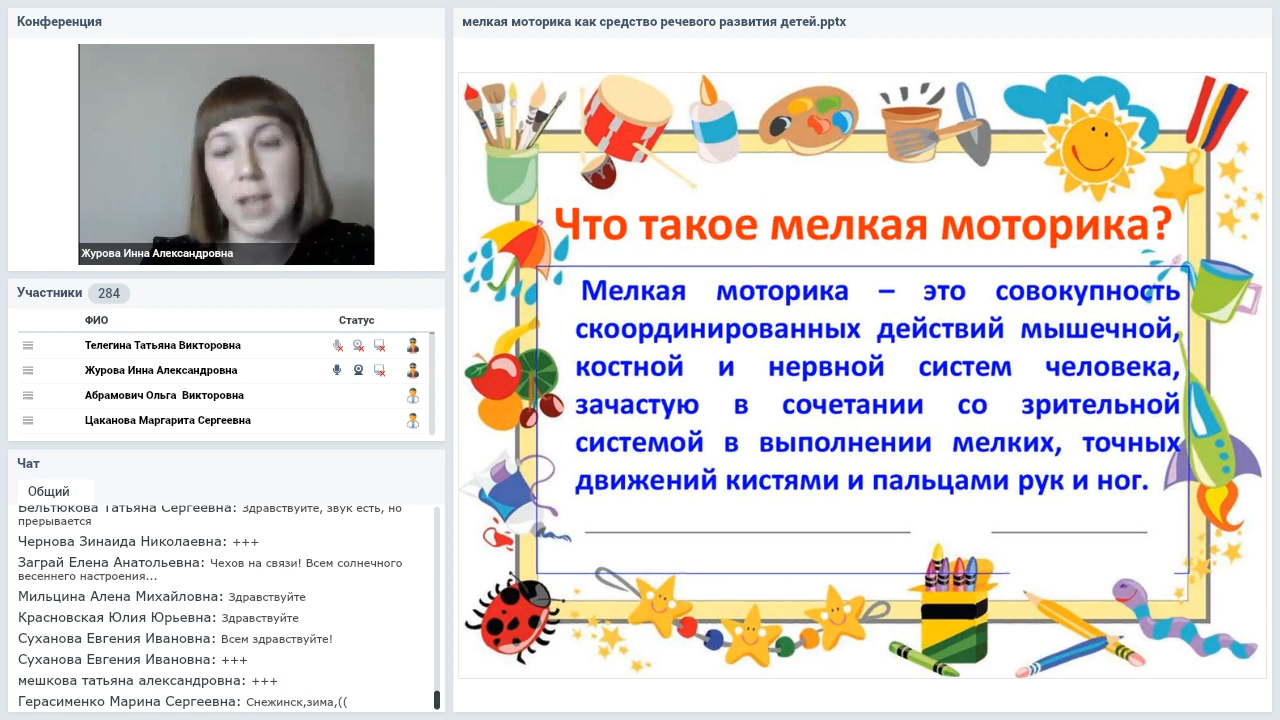 Конференция
Журова Инна Александровна
Участники 284
ФИО Статус
Телегина Татьяна Викторовна
Журова Инна Александровна
Абрамович Ольга Викторовна
Цаканова Маргарита Сергеевна
Чат
Общий
Бельтюкова Татьяна Сергеевна: Здравствуйте, звук есть, но
прерывается
Чернова Зинаида Николаевна: +++
Заграй Елена Анатольевна: Чехов на связи! Всем солнечного
весеннего настроения...
Мильцина Алена Михайловна: Здравствуйте
Красновская Юлия Юрьевна: Здравствуйте
Суханова Евгения Ивановна: Всем здравствуйте!
Суханова Евгения Ивановна: +++
мешкова татьяна александровна: +++
Герасименко Марина Сергеевна: Снежинск,зима,((
мелкая моторика как средство речевого развития детей.pptx
Что такое мелкая моторика?
Мелкая моторика – это совокупность
скоординированных действий мышечной,
костной и нервной систем человека,
зачастую в сочетании со зрительной
системой в выполнении мелких, точных
движений кистями и пальцами рук и ног.